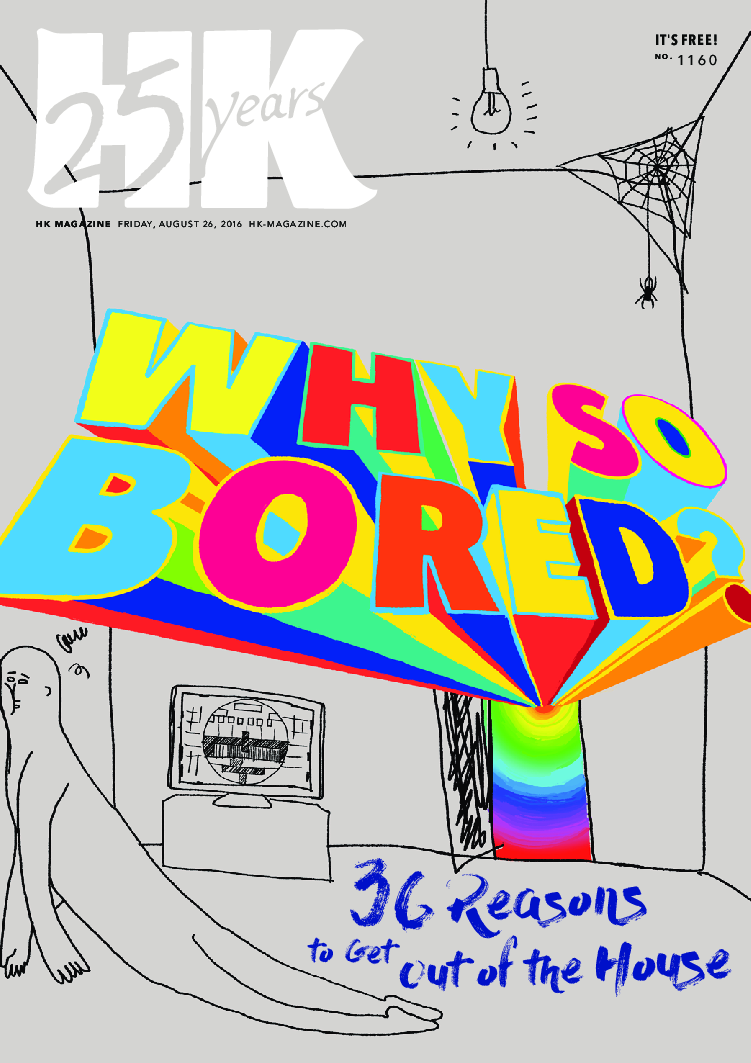 HK
25 years
IT'S FREE!
NO. 1160
HK MAGAZINE FRIDAY, AUGUST 26, 2016 HK-MAGAZINE.COM
WHY SO
BORED?
36 Reasons
to Get out of the House